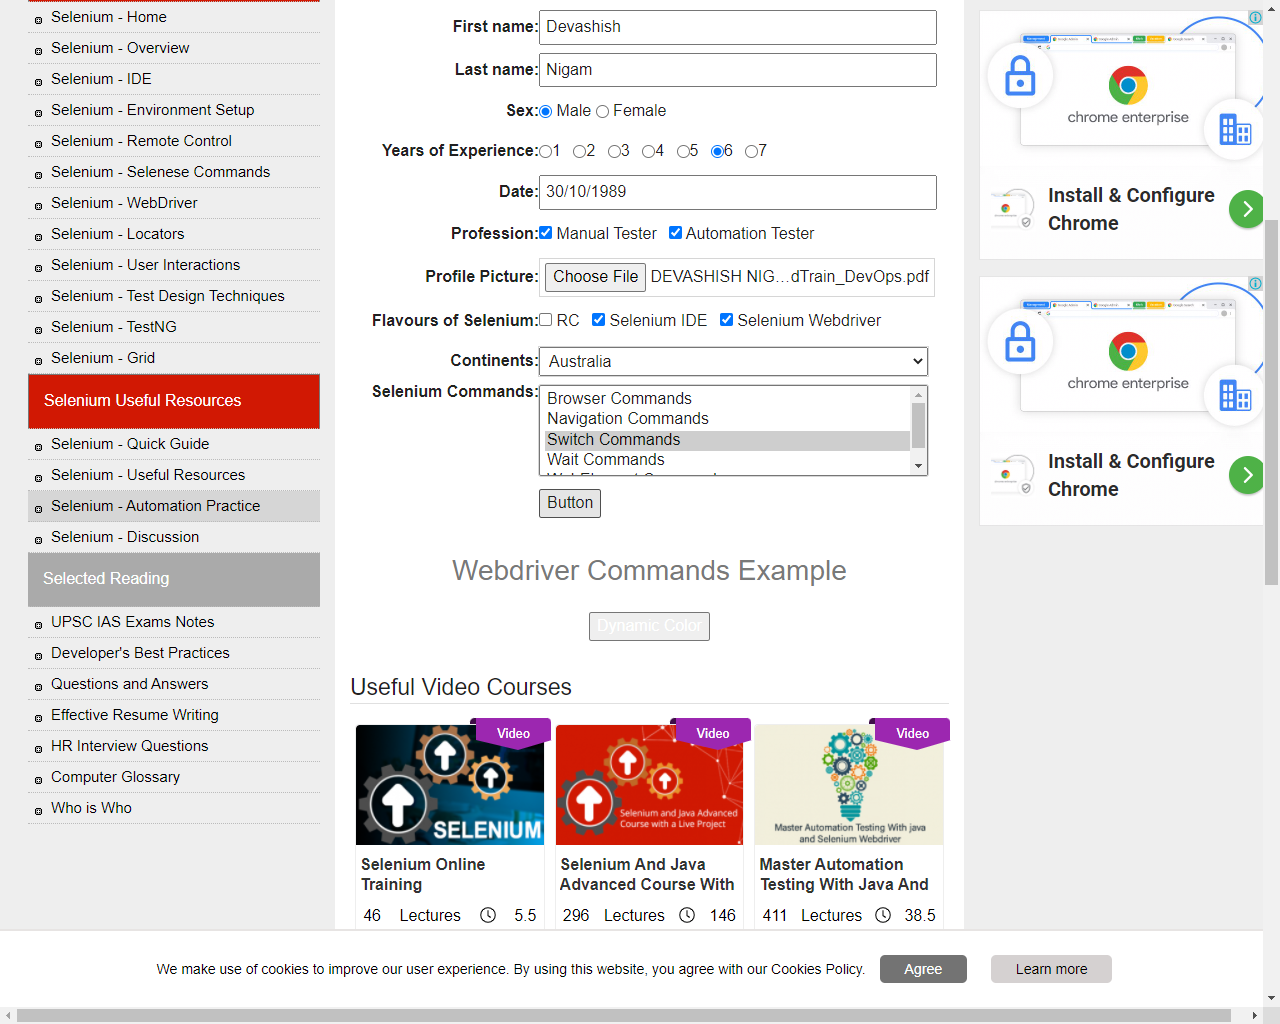 Selenium - Home
Selenium - Overview
Selenium - IDE
Selenium - Environment Setup
Selenium - Remote Control
Selenium - Selenese Commands
Selenium - WebDriver
Selenium - Locators
Selenium - User Interactions
Selenium - Test Design Techniques
Selenium - TestNG
Selenium - Grid
Selenium Useful Resources
Selenium - Quick Guide
Selenium - Useful Resources
Selenium - Automation Practice
Selenium - Discussion
Selected Reading
UPSC IAS Exams Notes
Developer's Best Practices
Questions and Answers
Effective Resume Writing
HR Interview Questions
Computer Glossary
Who is Who
First name: Devashish
Last name: Nigam
Sex: Male Female
Years of Experience: 1 2 3 4 5 6 7
Date: 30/10/1989
Profession: Manual Tester Automation Tester
Profile Picture: Choose File DEVASHISH NIG...dTrain_DevOps.pdf
Flavours of Selenium: RC Selenium IDE Selenium Webdriver
Continents: Australia
Selenium Commands:
Browser Commands
Navigation Commands
Switch Commands
Wait Commands
Button
Webdriver Commands Example
Dynamic Color
Useful Video Courses
Video
SELENIUM
Selenium Online
Training
46 Lectures 5.5
Video
Selenium and Java Advanced
Course with a Live Project
Selenium And Java
Advanced Course With
296 Lectures 146
Video
Master Automation Testing With java
and Selenium Webdriver
Master Automation
Testing With Java And
411 Lectures 38.5
chrome enterprise
Install & Configure
Chrome
chrome enterprise
Install & Configure
Chrome
We make use of cookies to improve our user experience. By using this website, you agree with our Cookies Policy. Agree Learn more